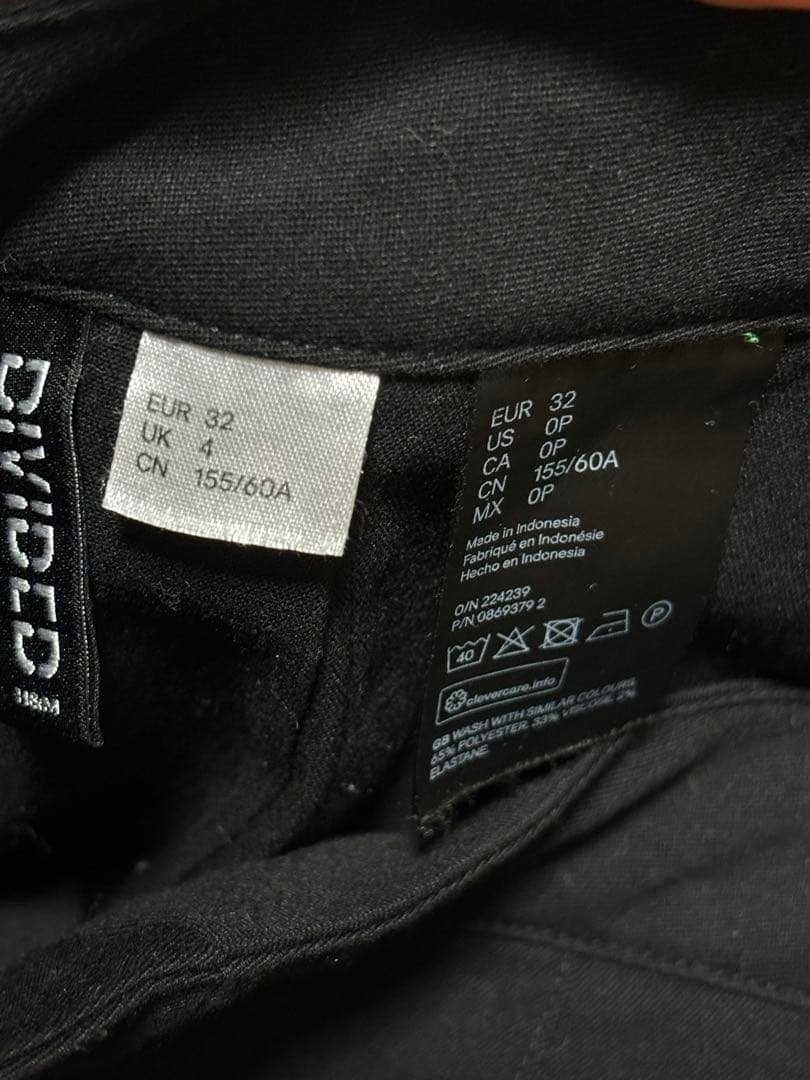 DIVIDED
H&M
EUR 32
UK 4
CN 155/60A
EUR 32
US 0P
CA 0P
CN 155/60A
MX 0P
Made in Indonesia
Fabriqué en Indonésie
Hecho en Indonesia
O/N 224239
P/N 0869379 2
40
P
clevercare.info
GB WASH WITH SIMILAR COLOURS
65% POLYESTER, 33% VISCOSE, 2%
ELASTANE.